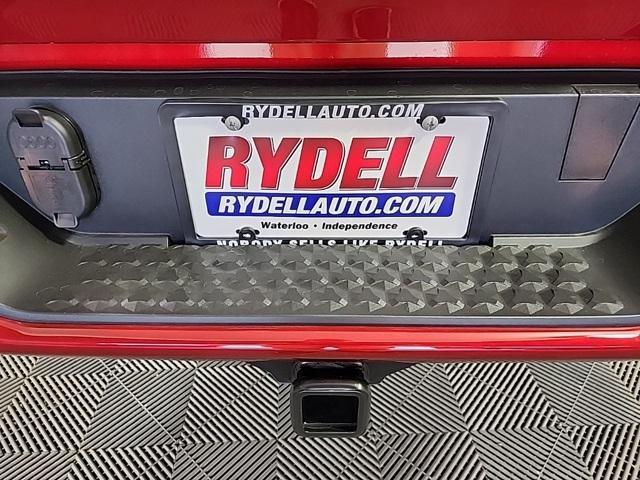 RYDELLAUTO.COM
RYDELL
RYDELLAUTO.COM
Waterloo • Independence
NOBODY SELLS LIKE RYDELL